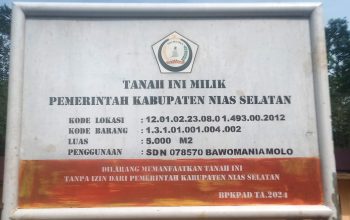 TANAH INI MILIK
PEMERINTAH KABUPATEN NIAS SELATAN
KODE LOKASI : 12.01.02.23.08.01.493.00.2012
KODE BARANG : 1.3.1.01.001.004.002
LUAS : 5.000 M2
PENGGUNAAN : SDN 078570 BAWOMANIAMOLO
DILARANG MEMANFAATKAN TANAH INI
TANPA IZIN DARI PEMERINTAH KABUPATEN NIAS SELATAN
BPKPAD TA.2024